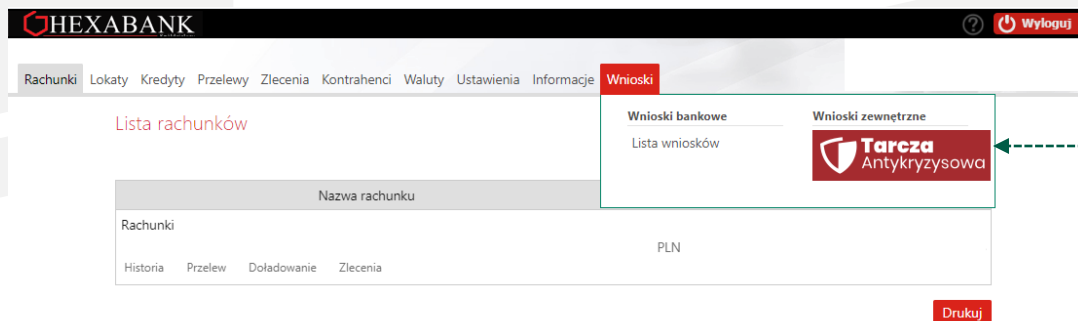 HEXABANK
Wyloguj
Rachunki Lokaty Kredyty Przelewy Zlecenia Kontrahenci Waluty Ustawienia Informacje Wnioski
Lista rachunków
Wnioski bankowe
Lista wniosków
Wnioski zewnętrzne
Tarcza
Antykryzysowa
Nazwa rachunku
Rachunki
PLN
Historia Przelew Doładowanie Zlecenia
Drukuj